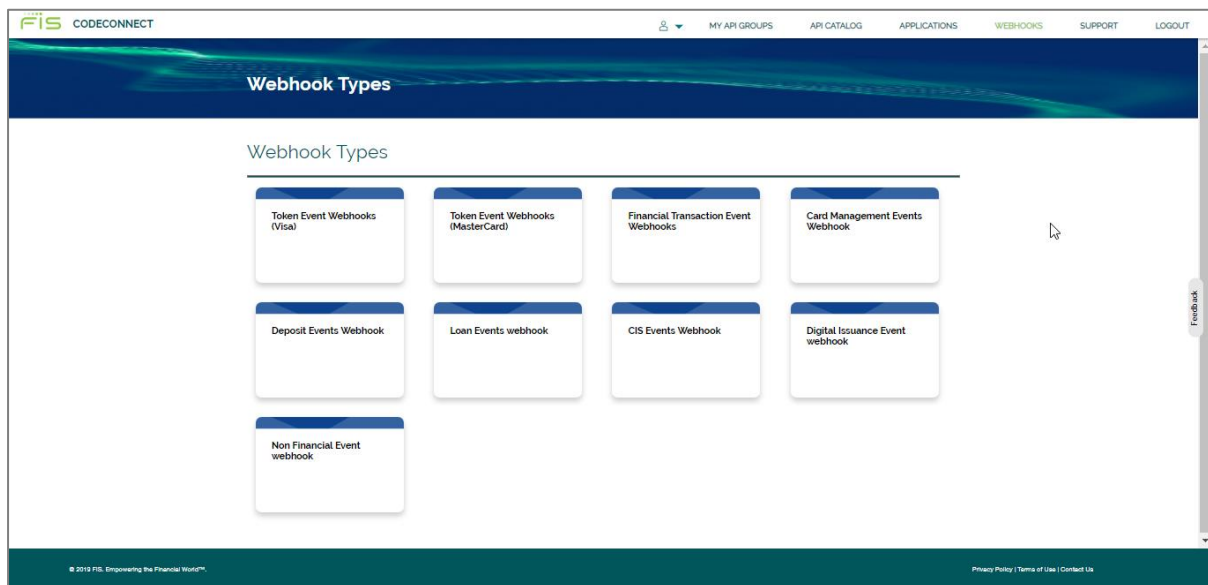 FIS CODECONNECT
MY API GROUPS API CATALOG APPLICATIONS WEBHOOKS SUPPORT LOGOUT
Webhook Types
Webhook Types
Token Event Webhooks
(Visa)
Token Event Webhooks
(MasterCard)
Financial Transaction Event
Webhooks
Card Management Events
Webhook
Deposit Events Webhook
Loan Events webhook
CIS Events Webhook
Digital Issuance Event
webhook
Non Financial Event
webhook
Feedback
© 2019 FIS. Empowering the Financial World™.
Privacy Policy | Terms of Use | Contact Us